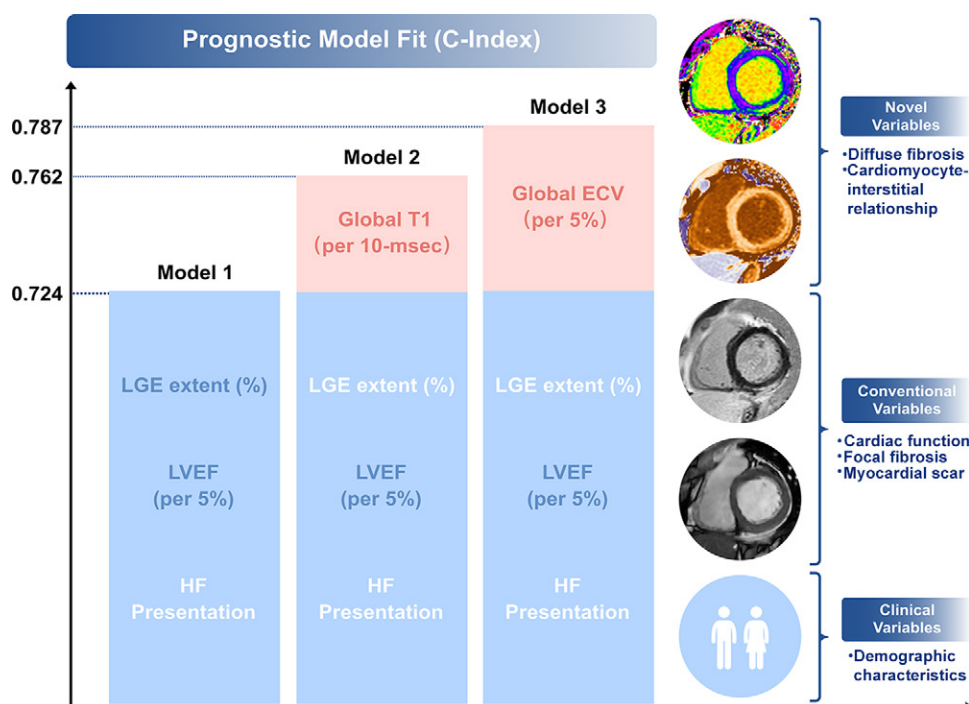 Prognostic Model Fit (C-Index)
0.787
0.762
0.724
Model 1
LGE extent (%)
LVEF
(per 5%)
HF
Presentation
Model 2
Global T1
(per 10-msec)
LGE extent (%)
LVEF
(per 5%)
HF
Presentation
Model 3
Global ECV
(per 5%)
LGE extent (%)
LVEF
(per 5%)
HF
Presentation
Novel
Variables
•Diffuse fibrosis
•Cardiomyocyte-
interstitial
relationship
Conventional
Variables
•Cardiac function
•Focal fibrosis
•Myocardial scar
Clinical
Variables
•Demographic
characteristics